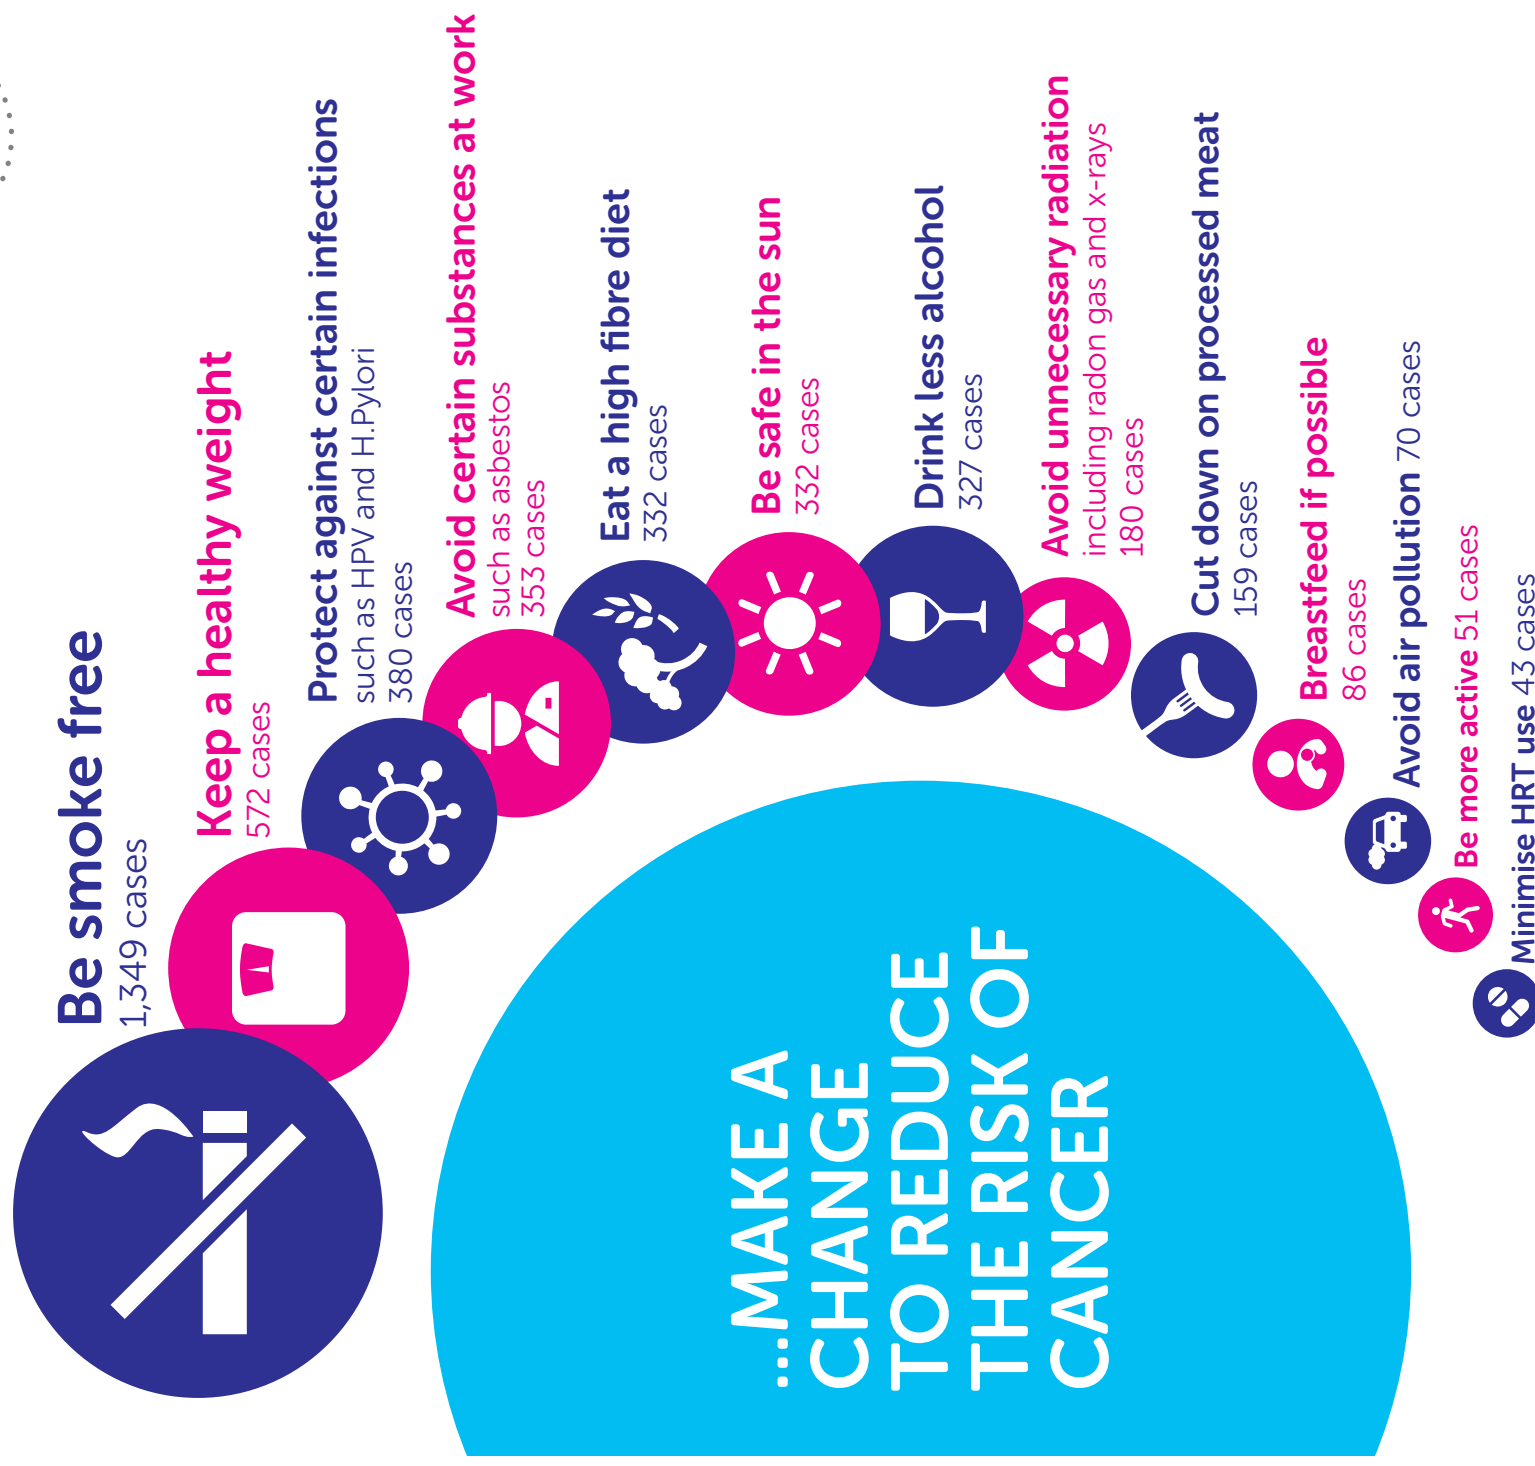 Be smoke free
1,349 cases
Keep a healthy weight
572 cases
Protect against certain infections
such as HPV and H.Pylori
380 cases
Avoid certain substances at work
such as asbestos
353 cases
Eat a high fibre diet
332 cases
Be safe in the sun
332 cases
Drink less alcohol
327 cases
Avoid unnecessary radiation
including radon gas and x-rays
180 cases
Cut down on processed meat
159 cases
Breastfeed if possible
86 cases
Avoid air pollution 70 cases
Be more active 51 cases
Minimise HRT use 43 cases
...MAKE A
CHANGE
TO REDUCE
THE RISK OF
CANCER